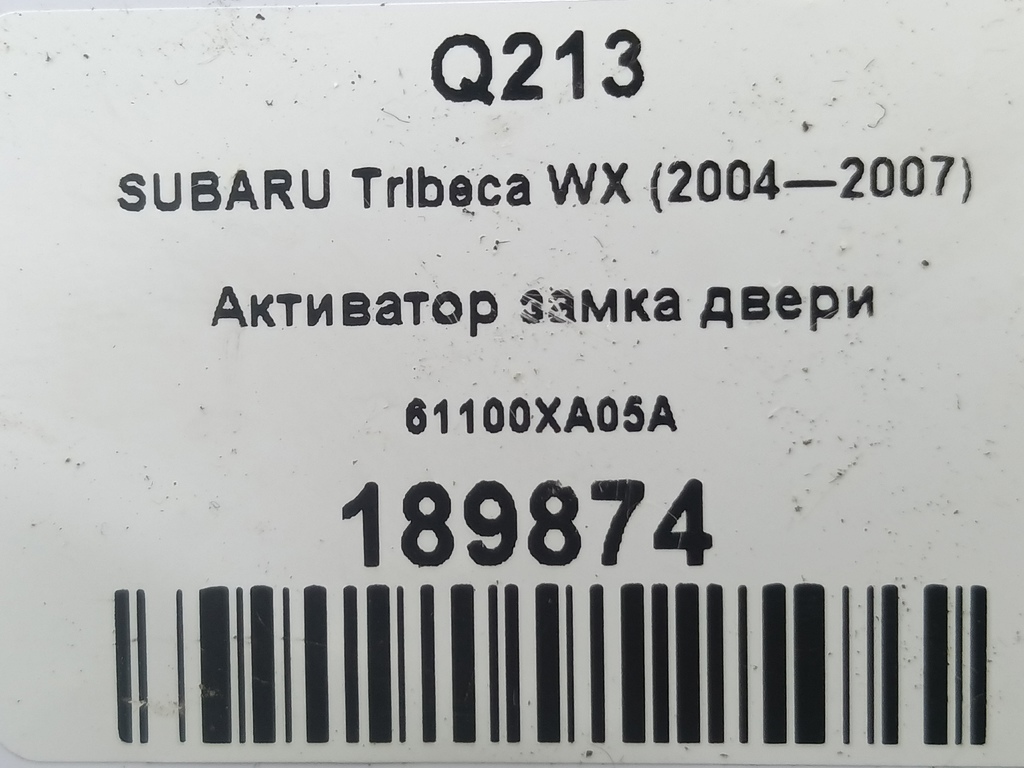 Q213
SUBARU Tribeca WX (2004—2007)
Активатор замка двери
61100XA05A
189874